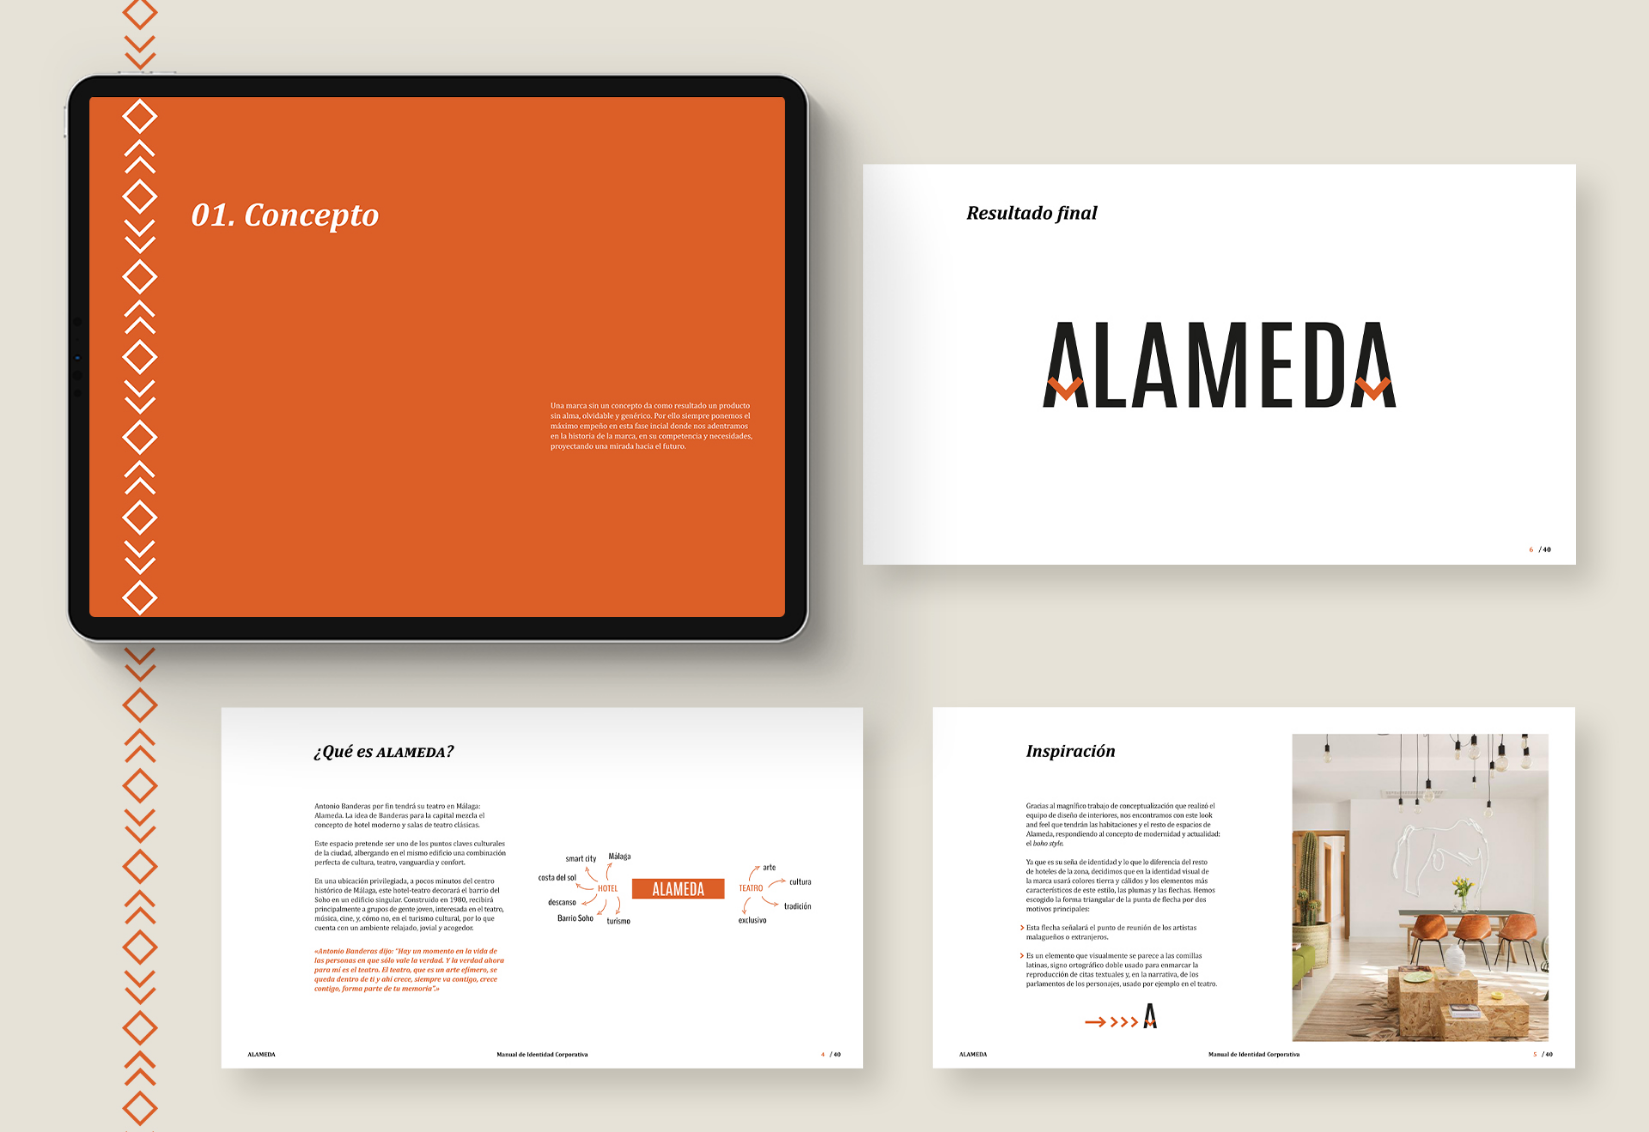 01. Concepto
Una marca sin un concepto da como resultado un producto
sin alma, olvidable y genérico. Por ello siempre ponemos el
máximo empeño en esta fase incial donde nos adentramos
en la historia de la marca, en su competencia y necesidades,
proyectando una mirada hacia el futuro.
Resultado final
ALAMEDA
6 / 40
¿Qué es ALAMEDA?
Antonio Banderas por fin tendrá su teatro en Málaga:
Alameda. La idea de Banderas para la capital mezcla el
concepto de hotel moderno y salas de teatro clásicas.
Este espacio pretende ser uno de los puntos claves culturales
de la ciudad, albergando en el mismo edificio una combinación
perfecta de cultura, teatro, vanguardia y confort.
En una ubicación privilegiada, a pocos minutos del centro
histórico de Málaga, este hotel-teatro decorará el barrio del
Soho en un edificio singular. Construido en 1980, recibirá
principalmente a grupos de gente joven, interesada en el teatro,
música, cine, y, cómo no, en el turismo cultural, por lo que
cuenta con un ambiente relajado, jovial y acogedor.
«Antonio Banderas dijo: "Hay un momento en la vida de
las personas en que sólo vale la verdad. Y la verdad ahora
para mí es el teatro. El teatro, que es un arte efímero, se
queda dentro de ti y ahí crece, siempre va contigo, crece
contigo, forma parte de tu memoria".»
smart city
Málaga
costa del sol
HOTEL
descanso
Barrio Soho
turismo
ALAMEDA
TEATRO
arte
cultura
tradición
exclusivo
ALAMEDA
Manual de Identidad Corporativa
4 / 40
Inspiración
Gracias al magnífico trabajo de conceptualización que realizó el
equipo de diseño de interiores, nos encontramos con este look
and feel que tendrán las habitaciones y el resto de espacios de
Alameda, respondiendo al concepto de modernidad y actualidad:
el boho style.
Ya que es su seña de identidad y lo que lo diferencia del resto
de hoteles de la zona, decidimos que en la identidad visual de
la marca usará colores tierra y cálidos y los elementos más
característicos de este estilo, las plumas y las flechas. Hemos
escogido la forma triangular de la punta de flecha por dos
motivos principales:
Esta flecha señalará el punto de reunión de los artistas
malagueños o extranjeros.
Es un elemento que visualmente se parece a las comillas
latinas, signo ortográfico doble usado para enmarcar la
reproducción de citas textuales y, en la narrativa, de los
parlamentos de los personajes, usado por ejemplo en el teatro.
A
ALAMEDA
Manual de Identidad Corporativa
5 / 40